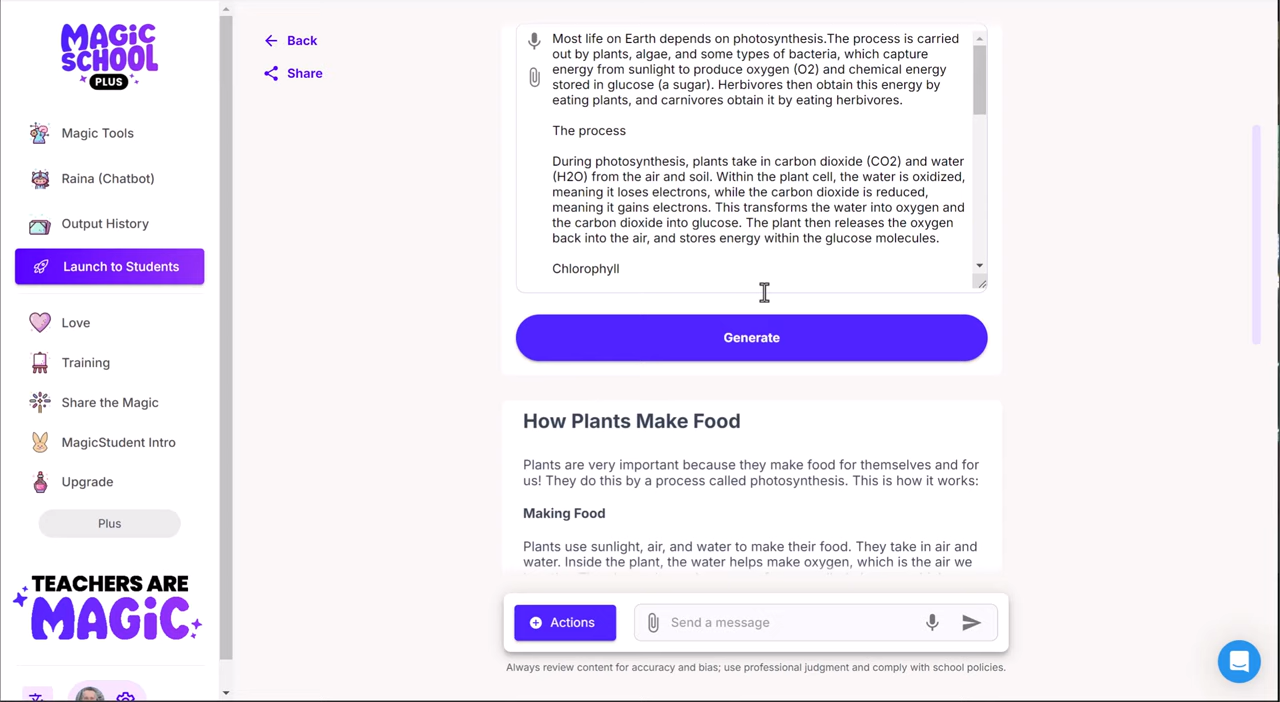 MAGIC
SCHOOL
PLUS
Magic Tools
Raina (Chatbot)
Output History
Launch to Students
Love
Training
Share the Magic
MagicStudent Intro
Upgrade
Plus
TEACHERS ARE
MAGIC
Back
Share
Most life on Earth depends on photosynthesis.The process is carried
out by plants, algae, and some types of bacteria, which capture
energy from sunlight to produce oxygen (O2) and chemical energy
stored in glucose (a sugar). Herbivores then obtain this energy by
eating plants, and carnivores obtain it by eating herbivores.
The process
During photosynthesis, plants take in carbon dioxide (CO2) and water
(H2O) from the air and soil. Within the plant cell, the water is oxidized,
meaning it loses electrons, while the carbon dioxide is reduced,
meaning it gains electrons. This transforms the water into oxygen and
the carbon dioxide into glucose. The plant then releases the oxygen
back into the air, and stores energy within the glucose molecules.
Chlorophyll
Generate
How Plants Make Food
Plants are very important because they make food for themselves and for
us! They do this by a process called photosynthesis. This is how it works:
Making Food
Plants use sunlight, air, and water to make their food. They take in air and
water. Inside the plant, the water helps make oxygen, which is the air we
Actions
Send a message
Always review content for accuracy and bias; use professional judgment and comply with school policies.